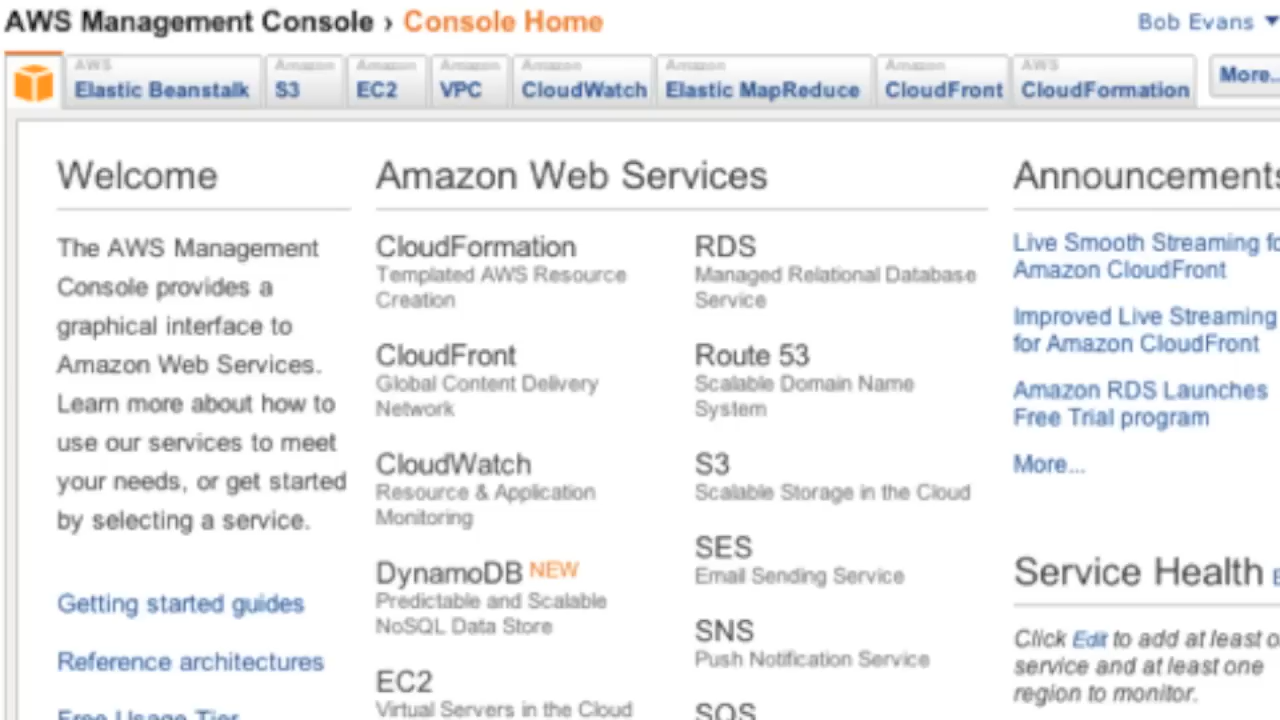 AWS Management Console › Console Home
Bob Evans
AWS
Elastic Beanstalk
Amazon
S3
Amazon
EC2
Amazon
VPC
Amazon
CloudWatch
Amazon
Elastic MapReduce
Amazon
CloudFront
AWS
CloudFormation
More...
Welcome
The AWS Management
Console provides a
graphical interface to
Amazon Web Services.
Learn more about how to
use our services to meet
your needs, or get started
by selecting a service.
Getting started guides
Reference architectures
Free Usage Tier
Amazon Web Services
CloudFormation
Templated AWS Resource
Creation
CloudFront
Global Content Delivery
Network
CloudWatch
Resource & Application
Monitoring
DynamoDB NEW
Predictable and Scalable
NoSQL Data Store
EC2
Virtual Servers in the Cloud
RDS
Managed Relational Database
Service
Route 53
Scalable Domain Name
System
S3
Scalable Storage in the Cloud
SES
Email Sending Service
SNS
Push Notification Service
SQS
Announcements
Live Smooth Streaming fo
Amazon CloudFront
Improved Live Streaming
for Amazon CloudFront
Amazon RDS Launches
Free Trial program
More...
Service Health
Click Edit to add at least o
service and at least one
region to monitor.